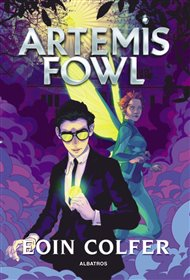 ARTEMIS
FOWL
EOIN COLFER
ALBATROS